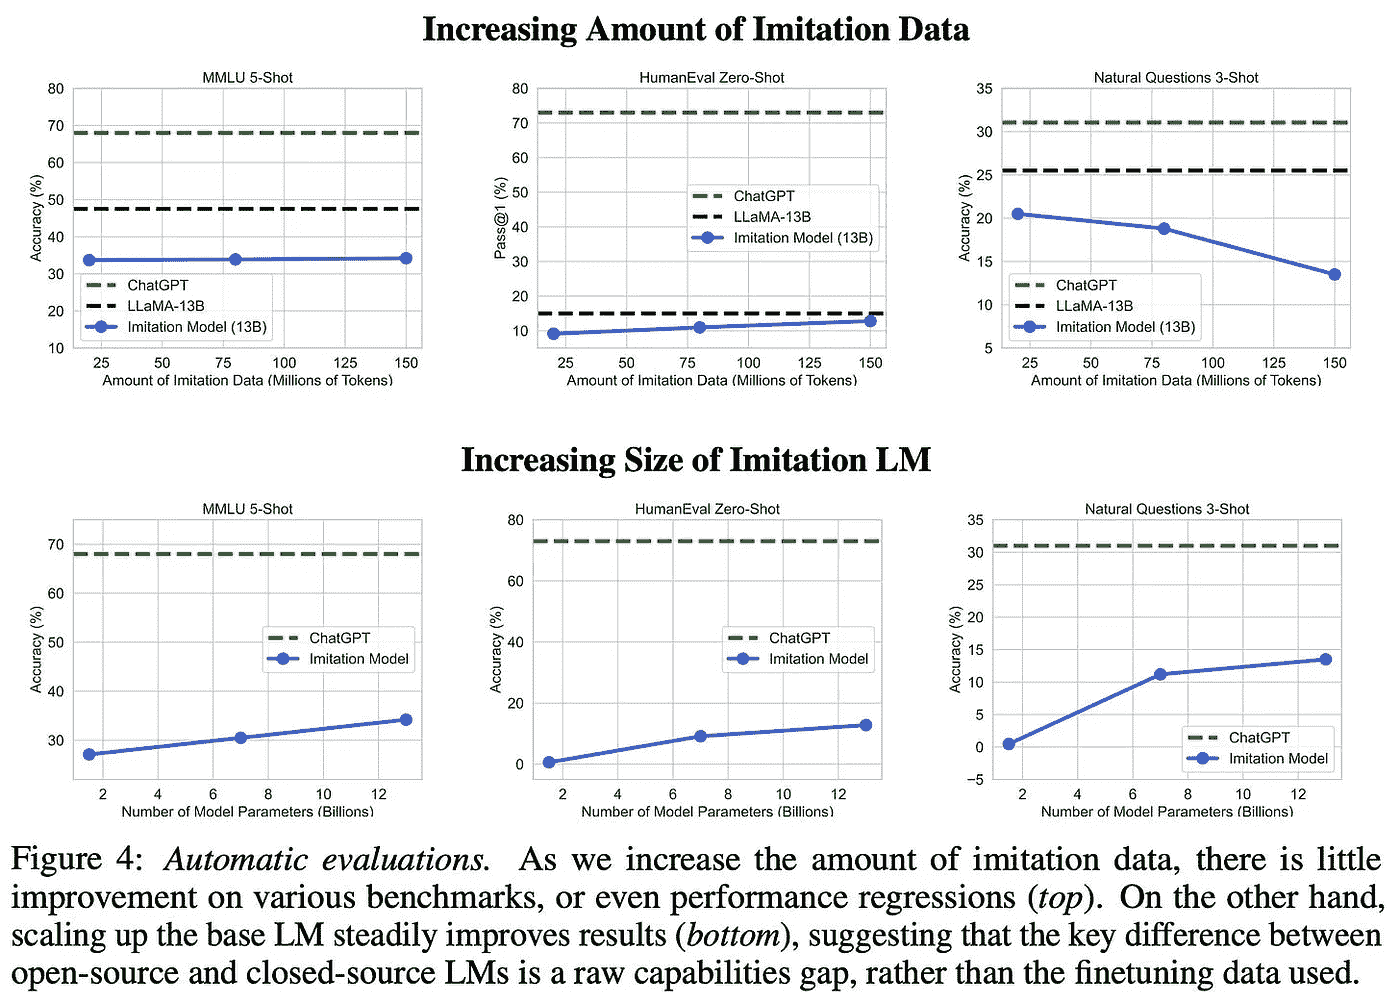 Increasing Amount of Imitation Data
MMLU 5-Shot
80
70
60
50
40
30
20
10
Accuracy (%)
ChatGPT
LLaMA-13B
Imitation Model (13B)
25
50
75
100
125
150
Amount of Imitation Data (Millions of Tokens)
HumanEval Zero-Shot
80
70
60
50
40
30
20
10
Pass@1 (%)
ChatGPT
LLaMA-13B
Imitation Model (13B)
25
50
75
100
125
150
Amount of Imitation Data (Millions of Tokens)
Natural Questions 3-Shot
35
30
25
20
15
10
5
Accuracy (%)
ChatGPT
LLaMA-13B
Imitation Model (13B)
25
50
75
100
125
150
Amount of Imitation Data (Millions of Tokens)
Increasing Size of Imitation LM
MMLU 5-Shot
70
60
50
40
30
Accuracy (%)
ChatGPT
Imitation Model
2
4
6
8
10
12
Number of Model Parameters (Billions)
HumanEval Zero-Shot
80
60
40
20
0
Accuracy (%)
ChatGPT
Imitation Model
2
4
6
8
10
12
Number of Model Parameters (Billions)
Natural Questions 3-Shot
35
30
25
20
15
10
5
0
−5
Accuracy (%)
ChatGPT
Imitation Model
2
4
6
8
10
12
Number of Model Parameters (Billions)
Figure 4: Automatic evaluations. As we increase the amount of imitation data, there is little
improvement on various benchmarks, or even performance regressions (top). On the other hand,
scaling up the base LM steadily improves results (bottom), suggesting that the key difference between
open-source and closed-source LMs is a raw capabilities gap, rather than the finetuning data used.